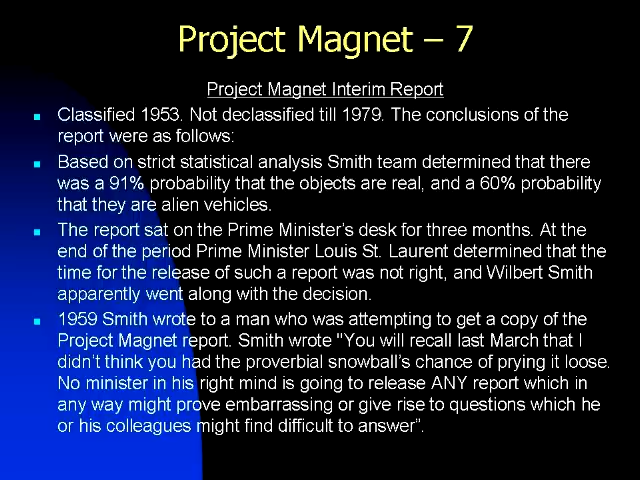 Project Magnet – 7
Project Magnet Interim Report
Classified 1953. Not declassified till 1979. The conclusions of the
report were as follows:
Based on strict statistical analysis Smith team determined that there
was a 91% probability that the objects are real, and a 60% probability
that they are alien vehicles.
The report sat on the Prime Minister's desk for three months. At the
end of the period Prime Minister Louis St. Laurent determined that the
time for the release of such a report was not right, and Wilbert Smith
apparently went along with the decision.
1959 Smith wrote to a man who was attempting to get a copy of the
Project Magnet report. Smith wrote "You will recall last March that I
didn't think you had the proverbial snowball's chance of prying it loose.
No minister in his right mind is going to release ANY report which in
any way might prove embarrassing or give rise to questions which he
or his colleagues might find difficult to answer”.